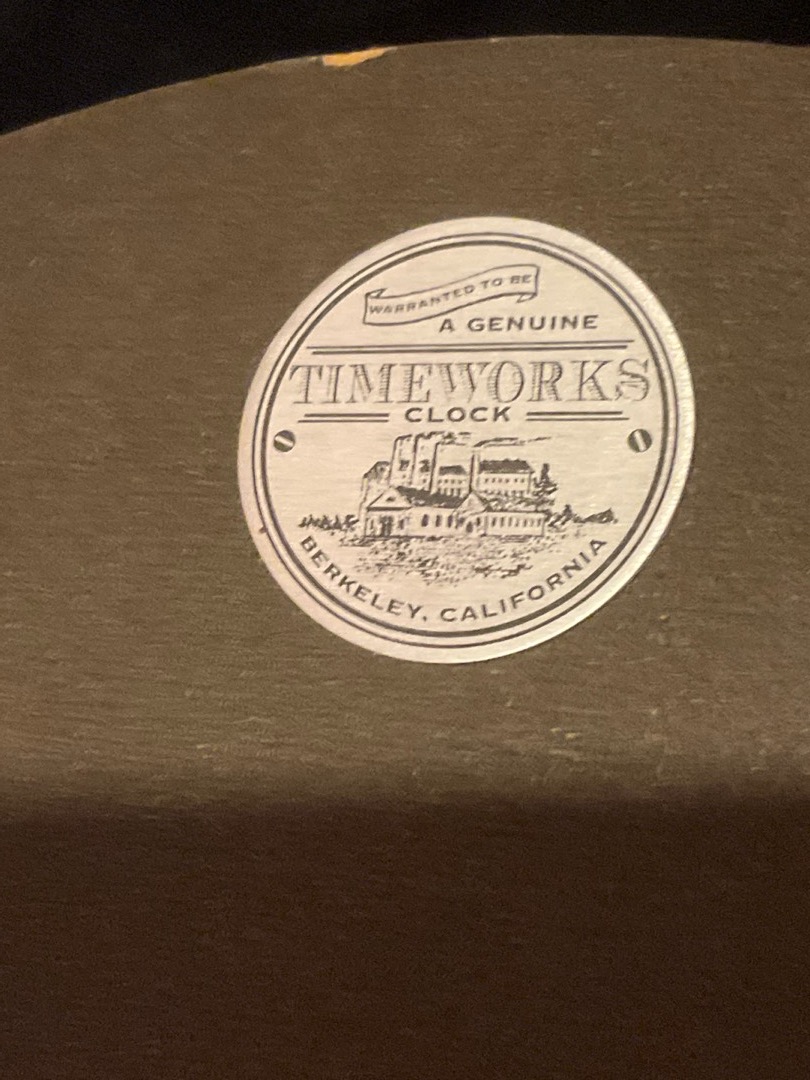 WARRANTED TO BE
A GENUINE
TIMEWORKS
CLOCK
BERKELEY, CALIFORNIA